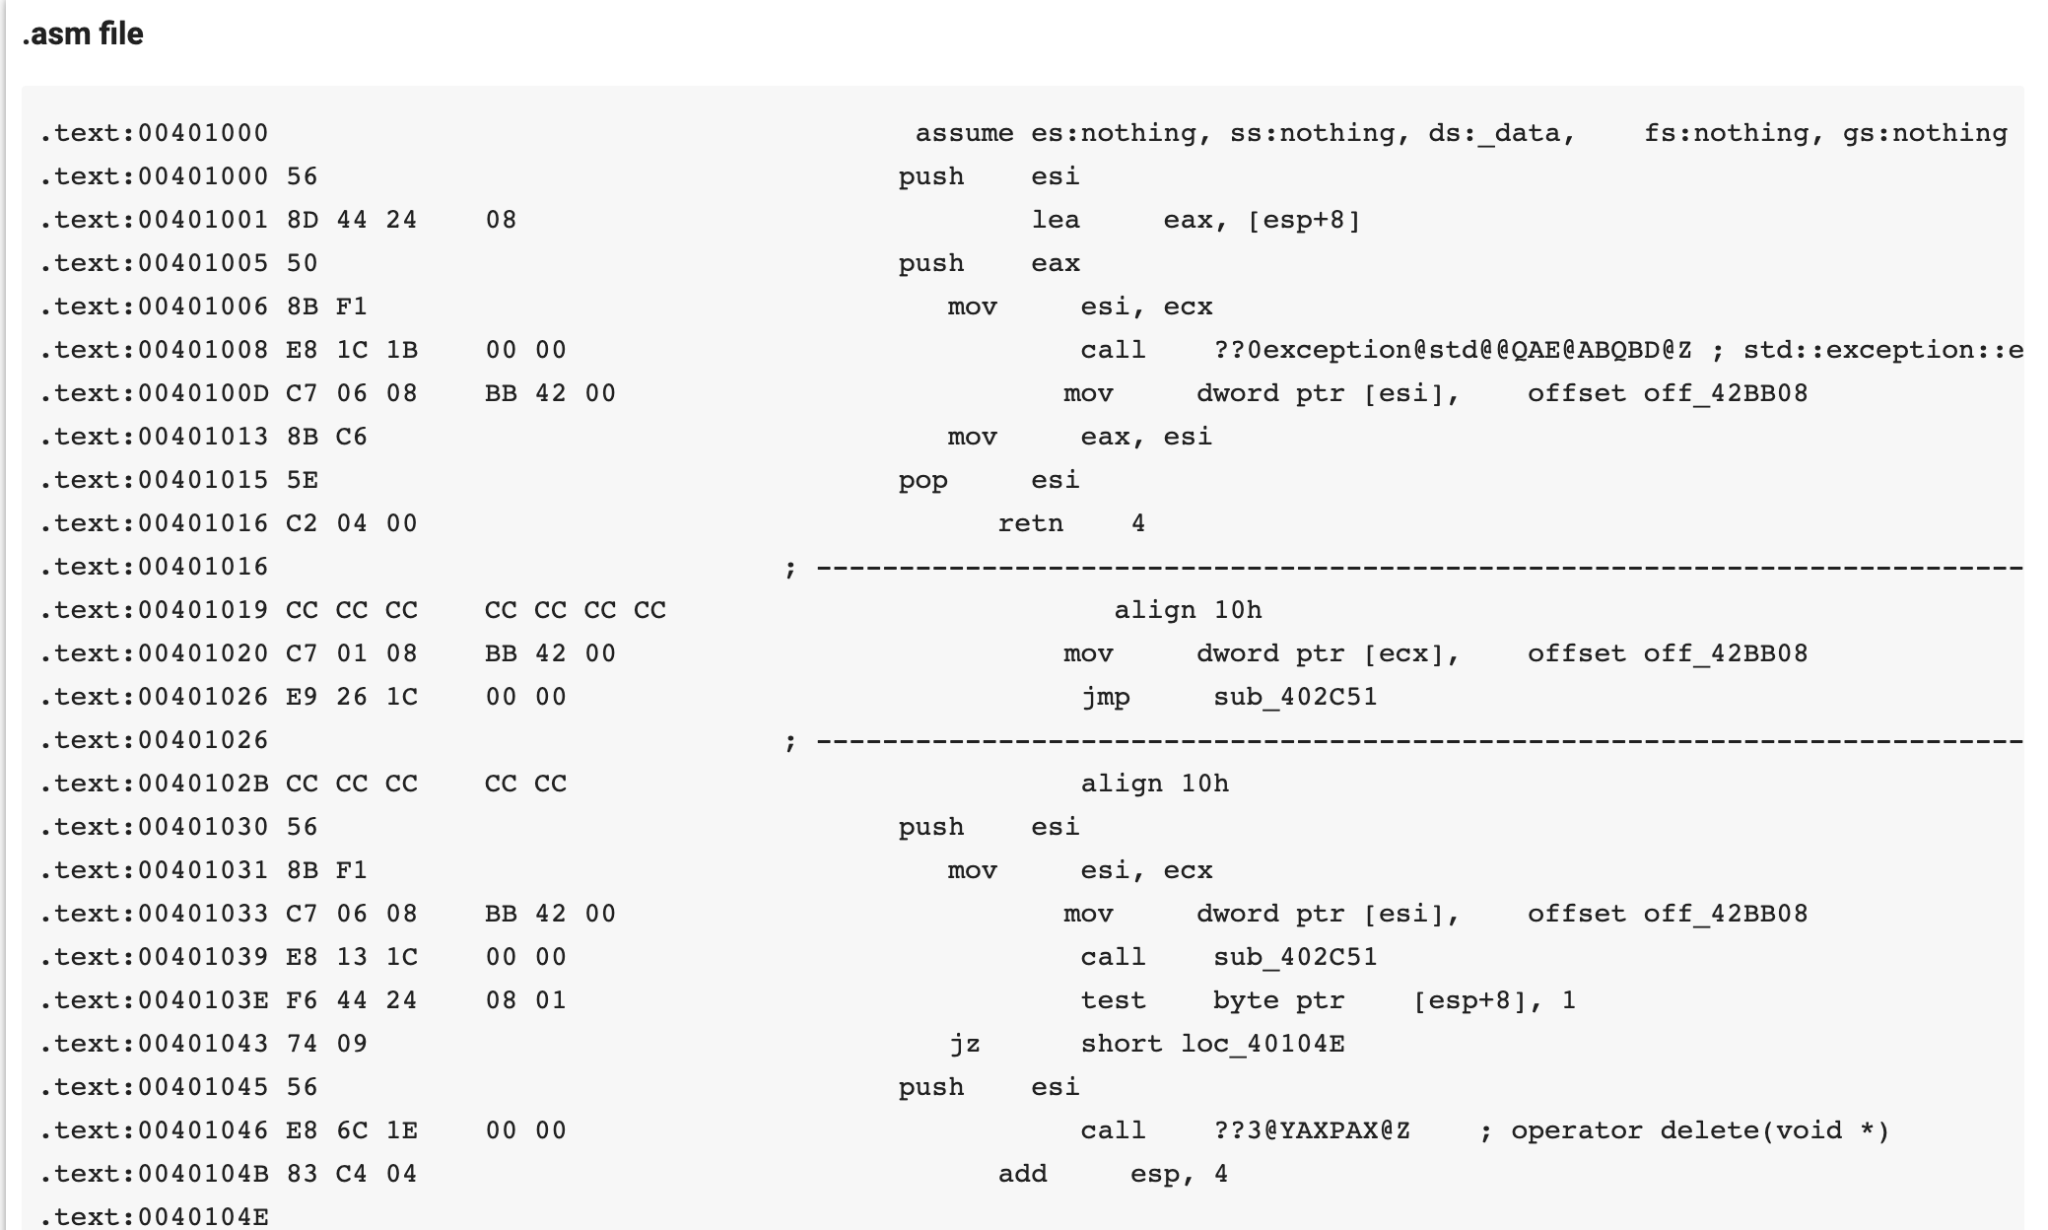 .asm file
.text:00401000 assume es:nothing, ss:nothing, ds:_data, fs:nothing, gs:nothing
.text:00401000 56 push esi
.text:00401001 8D 44 24 08 lea eax, [esp+8]
.text:00401005 50 push eax
.text:00401006 8B F1 mov esi, ecx
.text:00401008 E8 1C 1B 00 00 call ??0exception@std@@QAE@ABQBD@Z ; std::exception::e
.text:0040100D C7 06 08 BB 42 00 mov dword ptr [esi], offset off_42BB08
.text:00401013 8B C6 mov eax, esi
.text:00401015 5E pop esi
.text:00401016 C2 04 00 retn 4
.text:00401016 ; -------------------------------------------------------------------------
.text:00401019 CC CC CC CC CC CC CC align 10h
.text:00401020 C7 01 08 BB 42 00 mov dword ptr [ecx], offset off_42BB08
.text:00401026 E9 26 1C 00 00 jmp sub_402C51
.text:00401026 ; -------------------------------------------------------------------------
.text:0040102B CC CC CC CC CC align 10h
.text:00401030 56 push esi
.text:00401031 8B F1 mov esi, ecx
.text:00401033 C7 06 08 BB 42 00 mov dword ptr [esi], offset off_42BB08
.text:00401039 E8 13 1C 00 00 call sub_402C51
.text:0040103E F6 44 24 08 01 test byte ptr [esp+8], 1
.text:00401043 74 09 jz short loc_40104E
.text:00401045 56 push esi
.text:00401046 E8 6C 1E 00 00 call ??3@YAXPAX@Z ; operator delete(void *)
.text:0040104B 83 C4 04 add esp, 4
.text:0040104E